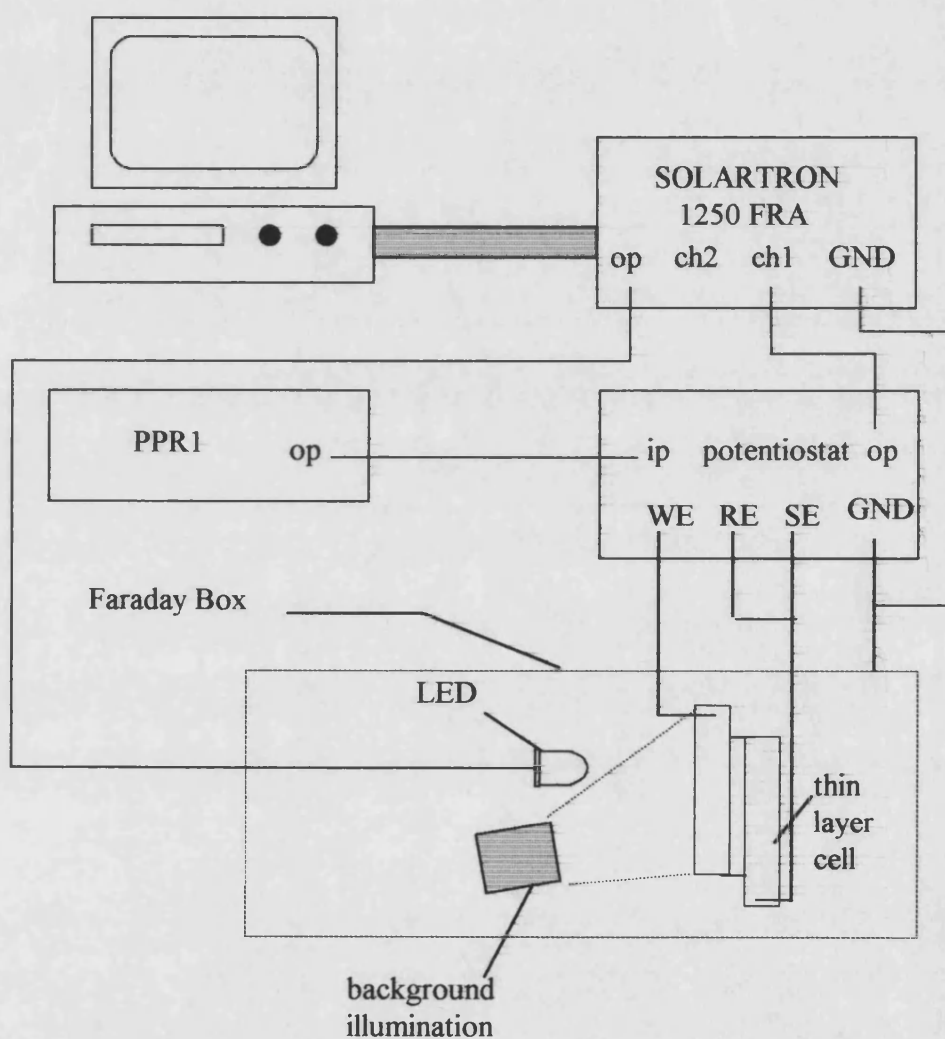 SOLARTRON
1250 FRA
op ch2 ch1 GND
PPR1 op
ip potentiostat op
WE RE SE GND
Faraday Box
LED
thin
layer
cell
background
illumination